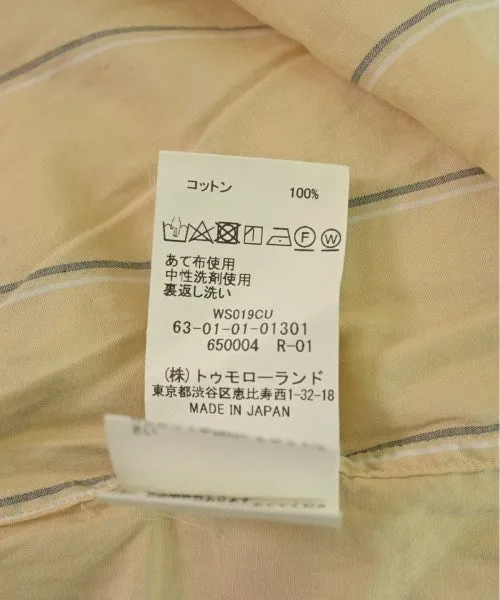 コットン 100%
F W
あて布使用
中性洗剤使用
裏返し洗い
WS019CU
63-01-01-01301
650004 R-01
(株)トゥモローランド
東京都渋谷区恵比寿西1-32-18
MADE IN JAPAN